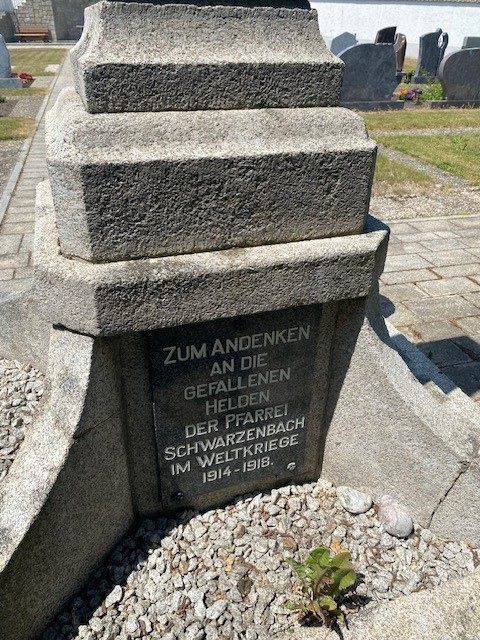 ZUM ANDENKEN
AN DIE
GEFALLENEN
HELDEN
DER PFARREI
SCHWARZENBACH
IM WELTKRIEGE
1914-1918.